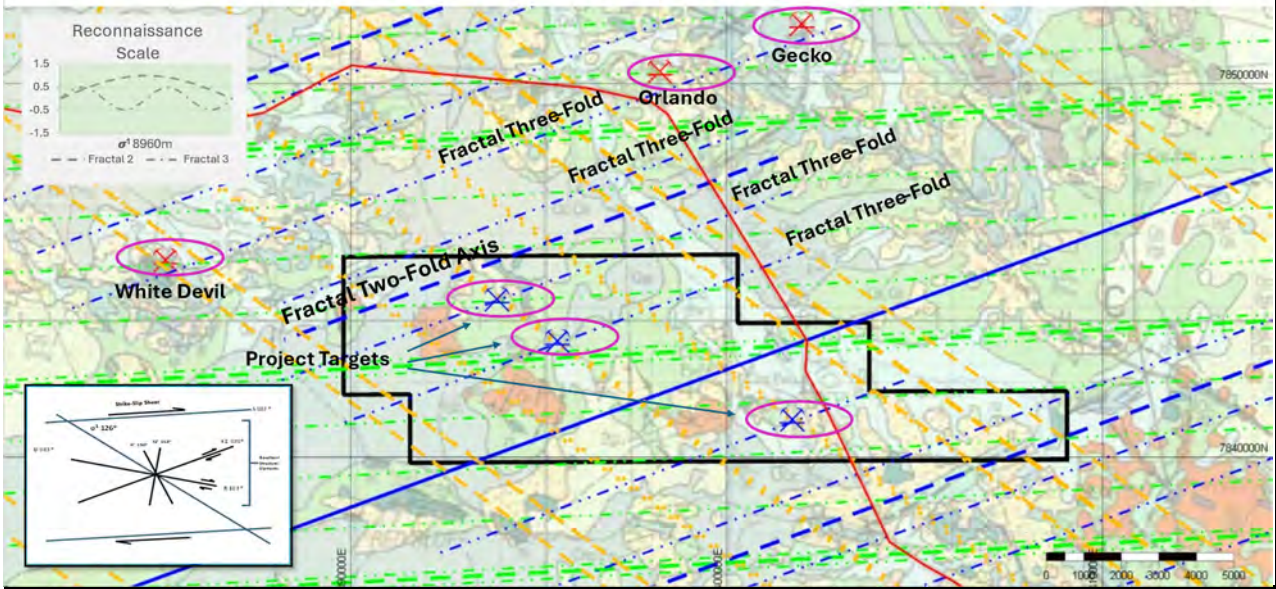 Reconnaissance
Scale
1.5
0.5
-0.5
-1.5
σ¹ 8960m
Fractal 2
Fractal 3
Gecko
Orlando
7850000N
Fractal Three-Fold
Fractal Three-Fold
Fractal Three-Fold
Fractal Three-Fold
White Devil
Fractal Two-Fold Axis
Project Targets
Strike-Slip Shear
σ¹ 126°
7840000N
0
1000
2000
3000
4000
5000